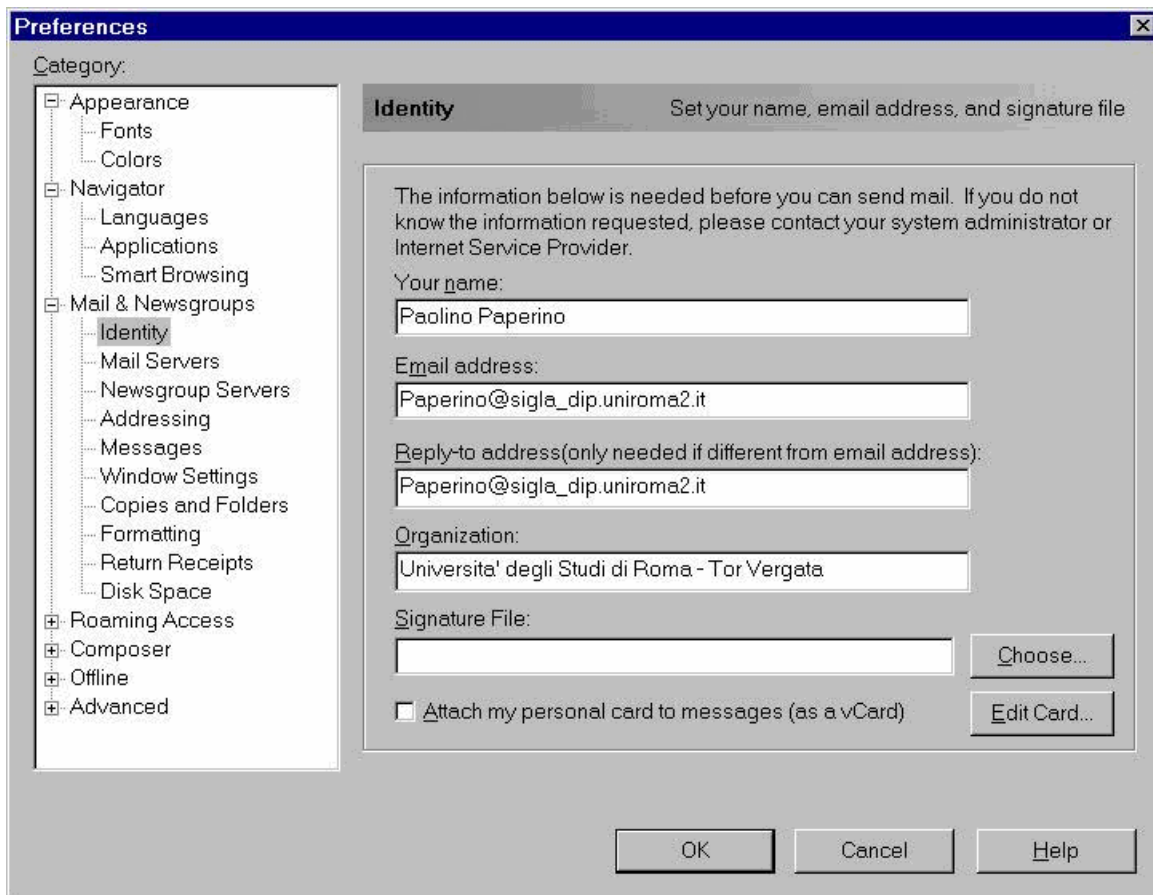 Preferences
Category:
Appearance
Fonts
Colors
Navigator
Languages
Applications
Smart Browsing
Mail & Newsgroups
Identity
Mail Servers
Newsgroup Servers
Addressing
Messages
Window Settings
Copies and Folders
Formatting
Return Receipts
Disk Space
Roaming Access
Composer
Offline
Advanced
Identity Set your name, email address, and signature file
The information below is needed before you can send mail. If you do not
know the information requested, please contact your system administrator or
Internet Service Provider.
Your name:
Paolino Paperino
Email address:
Paperino@sigla_dip.uniroma2.it
Reply-to address(only needed if different from email address):
Paperino@sigla_dip.uniroma2.it
Organization:
Universita' degli Studi di Roma - Tor Vergata
Signature File:
Choose...
Attach my personal card to messages (as a vCard)
Edit Card...
OK Cancel Help